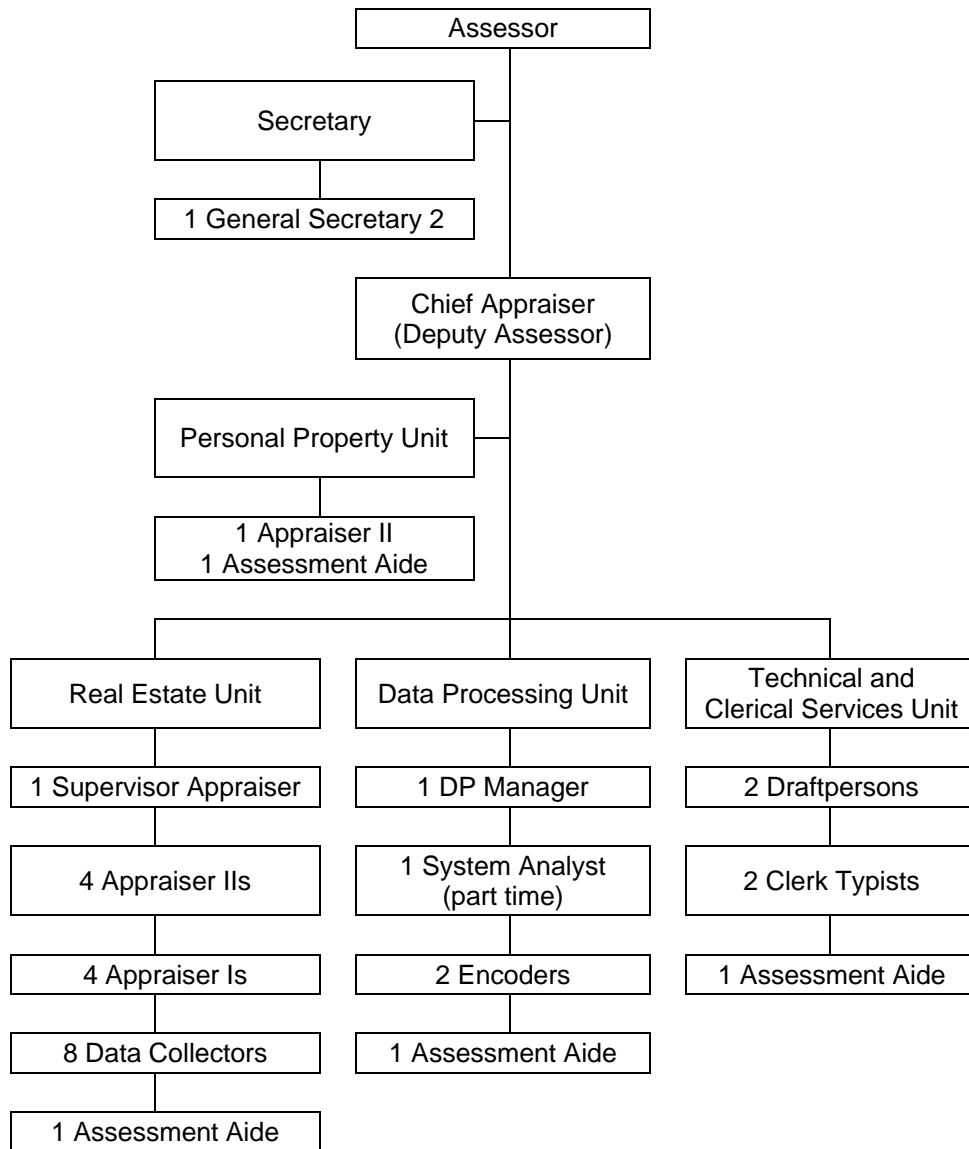 Assessor
Secretary
1 General Secretary 2
Chief Appraiser
(Deputy Assessor)
Personal Property Unit
1 Appraiser II
1 Assessment Aide
Real Estate Unit
1 Supervisor Appraiser
4 Appraiser IIs
4 Appraiser Is
8 Data Collectors
1 Assessment Aide
Data Processing Unit
1 DP Manager
1 System Analyst
(part time)
2 Encoders
1 Assessment Aide
Technical and
Clerical Services Unit
2 Draftpersons
2 Clerk Typists
1 Assessment Aide